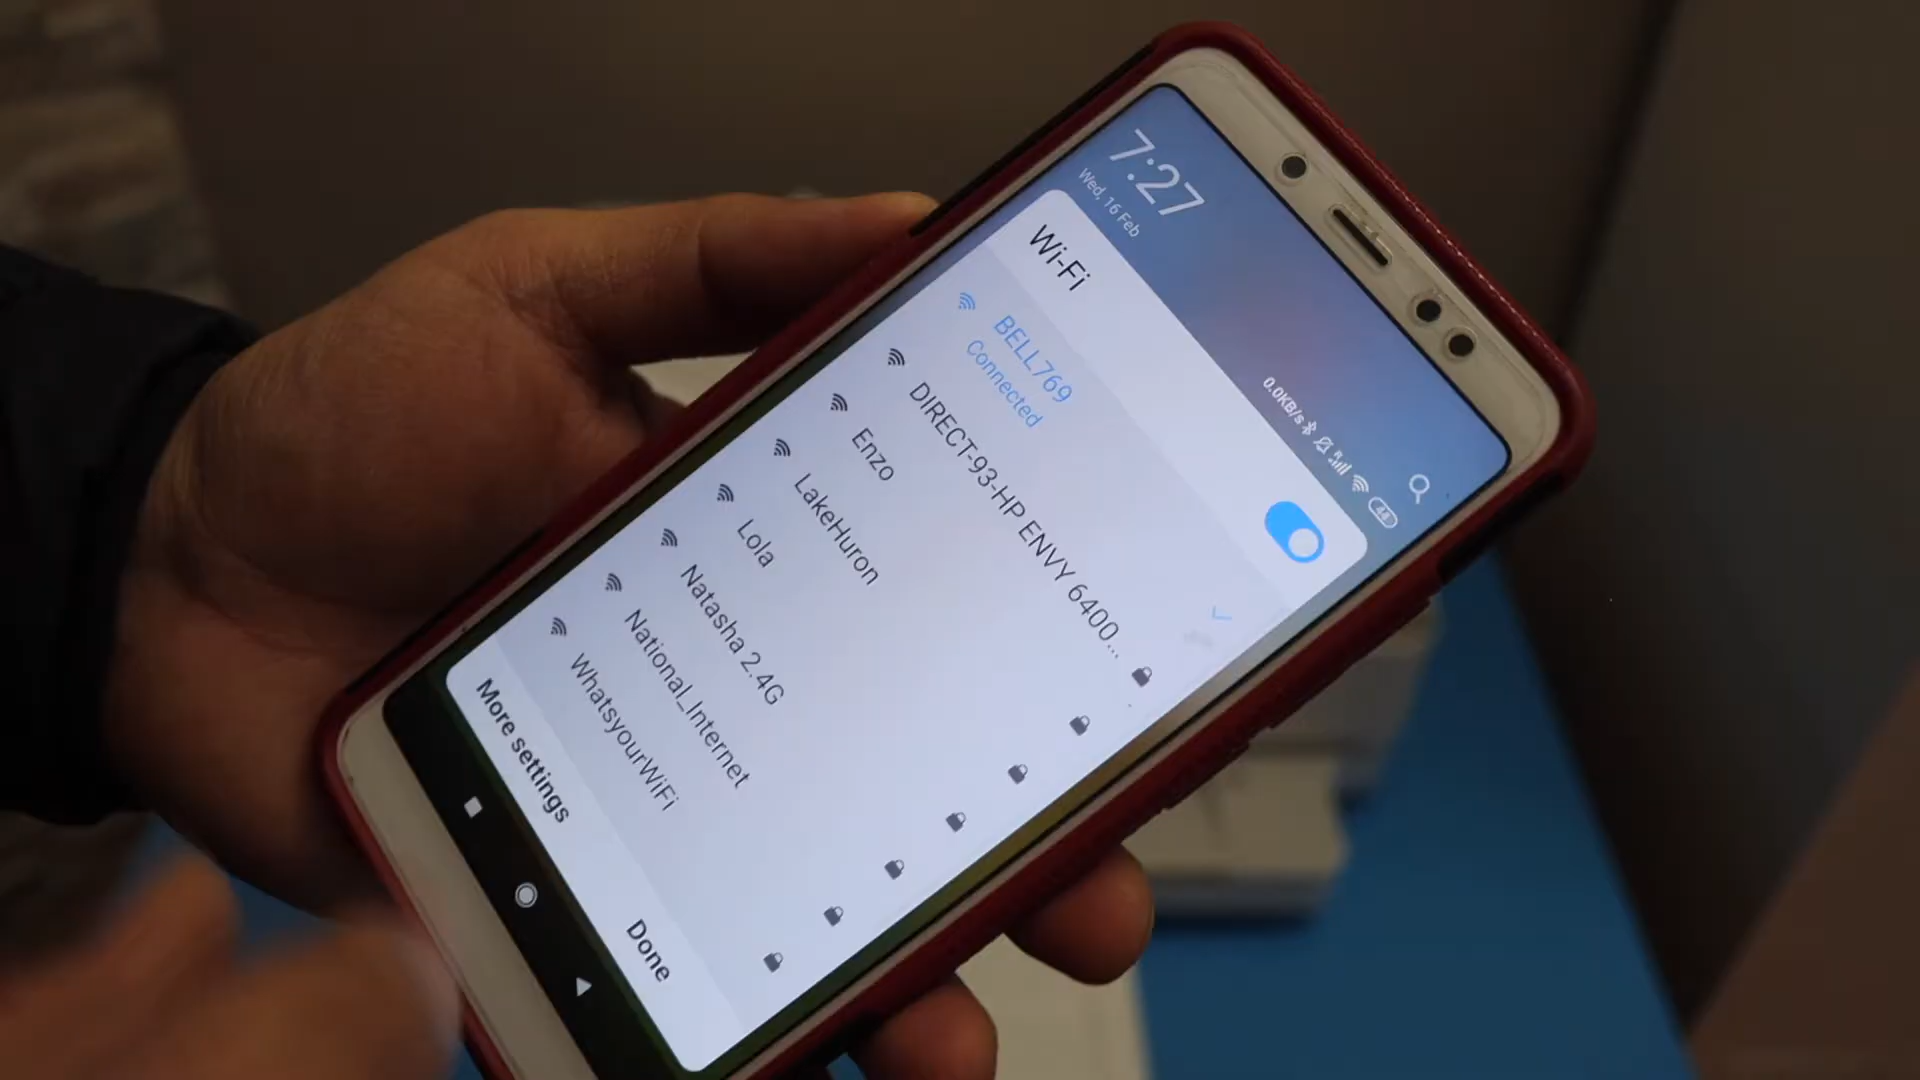 7:27
Wed, 16 Feb
0.0KB/s
48
Wi-Fi
BELL769
Connected
DIRECT-93-HP ENVY 6400...
Enzo
LakeHuron
Lola
Natasha 2.4G
National_Internet
WhatsyourWiFi
More settings
Done